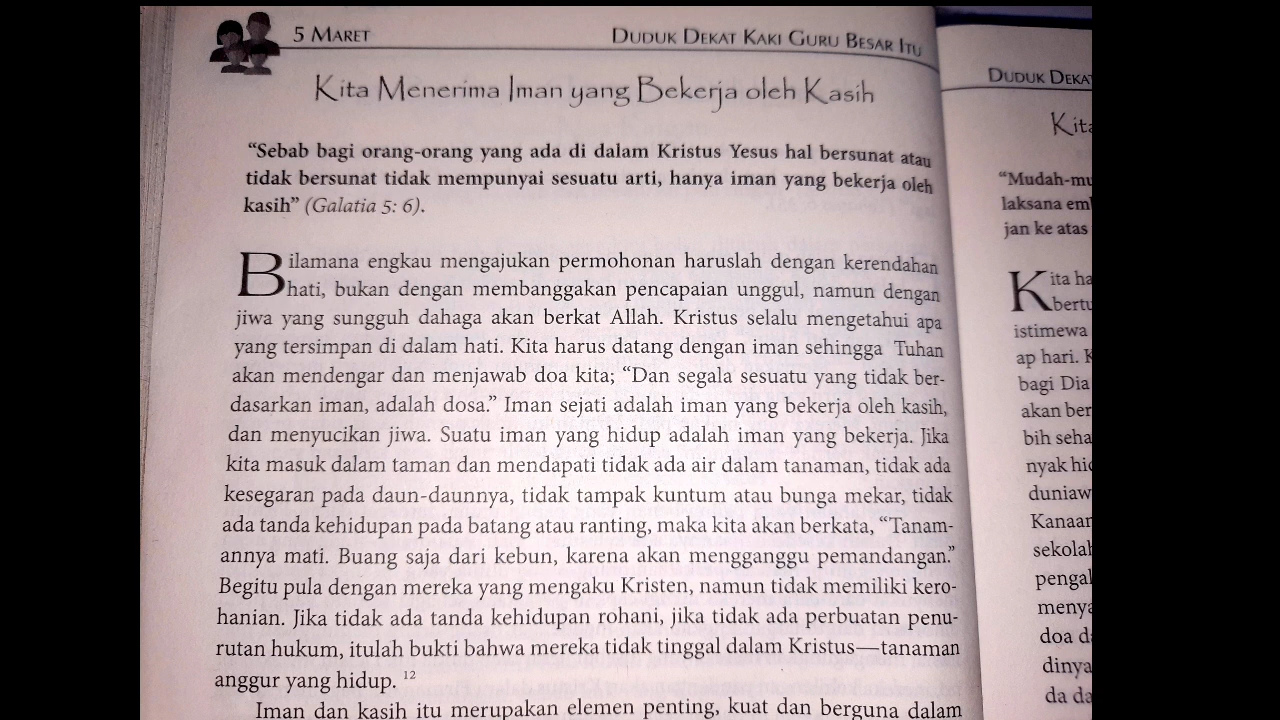 5 MARET
DUDUK DEKAT KAKI GURU BESAR ITU
Kita Menerima Iman yang Bekerja oleh Kasih
“Sebab bagi orang-orang yang ada di dalam Kristus Yesus hal bersunat atau
tidak bersunat tidak mempunyai sesuatu arti, hanya iman yang bekerja oleh
kasih” (Galatia 5: 6).
Bilamana engkau mengajukan permohonan haruslah dengan kerendahan
hati, bukan dengan membanggakan pencapaian unggul, namun dengan
jiwa yang sungguh dahaga akan berkat Allah. Kristus selalu mengetahui apa
yang tersimpan di dalam hati. Kita harus datang dengan iman sehingga Tuhan
akan mendengar dan menjawab doa kita; “Dan segala sesuatu yang tidak ber-
dasarkan iman, adalah dosa.” Iman sejati adalah iman yang bekerja oleh kasih,
dan menyucikan jiwa. Suatu iman yang hidup adalah iman yang bekerja. Jika
kita masuk dalam taman dan mendapati tidak ada air dalam tanaman, tidak ada
kesegaran pada daun-daunnya, tidak tampak kuntum atau bunga mekar, tidak
ada tanda kehidupan pada batang atau ranting, maka kita akan berkata, “Tanam-
annya mati. Buang saja dari kebun, karena akan mengganggu pemandangan.”
Begitu pula dengan mereka yang mengaku Kristen, namun tidak memiliki kero-
hanian. Jika tidak ada tanda kehidupan rohani, jika tidak ada perbuatan penu-
rutan hukum, itulah bukti bahwa mereka tidak tinggal dalam Kristus—tanaman
anggur yang hidup. 12
Iman dan kasih itu merupakan elemen penting, kuat dan berguna dalam
DUDUK DEKA
Kita
“Mudah-mu
laksana em
jan ke atas
Kita ha
bertu
istimewa
ap hari. K
bagi Dia
akan ber
bih seha
nyak hid
duniaw
Kanaan
sekolah
pengal
menya
doa da
dinya
da da